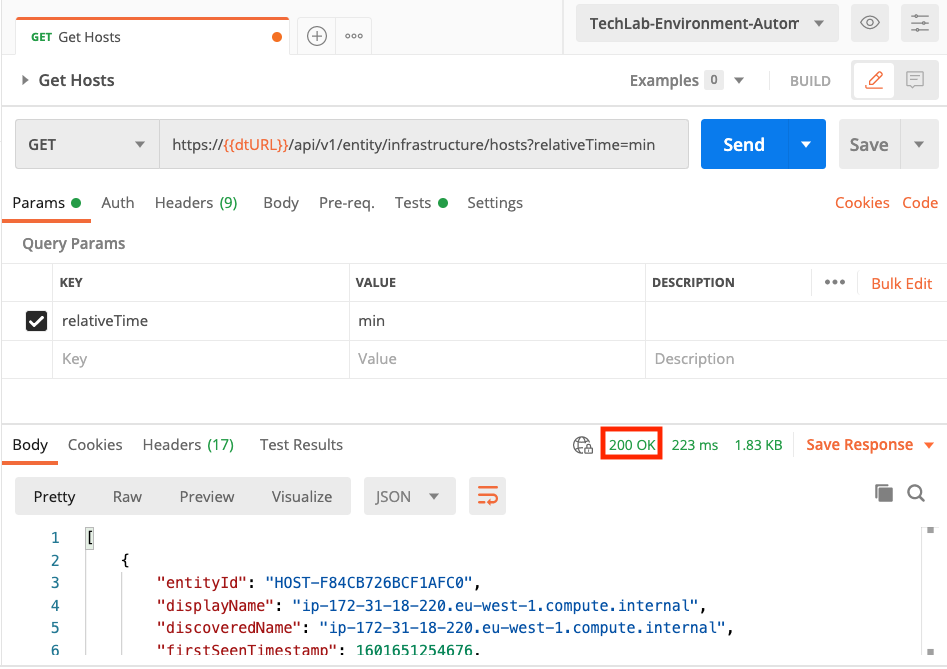 GET Get Hosts
TechLab-Environment-Autom
Get Hosts
Examples 0
BUILD
GET
https://{{dtURL}}/api/v1/entity/infrastructure/hosts?relativeTime=min
Send
Save
Params
Auth
Headers (9)
Body
Pre-req.
Tests
Settings
Cookies
Code
Query Params
KEY
VALUE
DESCRIPTION
Bulk Edit
relativeTime
min
Key
Value
Description
Body
Cookies
Headers (17)
Test Results
200 OK
223 ms
1.83 KB
Save Response
Pretty
Raw
Preview
Visualize
JSON
1 [
2 {
3 "entityId": "HOST-F84CB726BCF1AFC0",
4 "displayName": "ip-172-31-18-220.eu-west-1.compute.internal",
5 "discoveredName": "ip-172-31-18-220.eu-west-1.compute.internal",
6 "firstSeenTimestamp": 1601651254676,